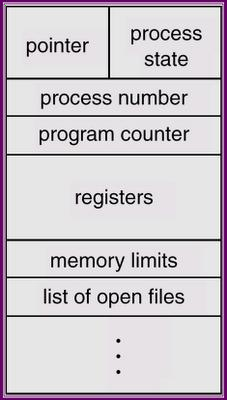 pointer
process
state
process number
program counter
registers
memory limits
list of open files